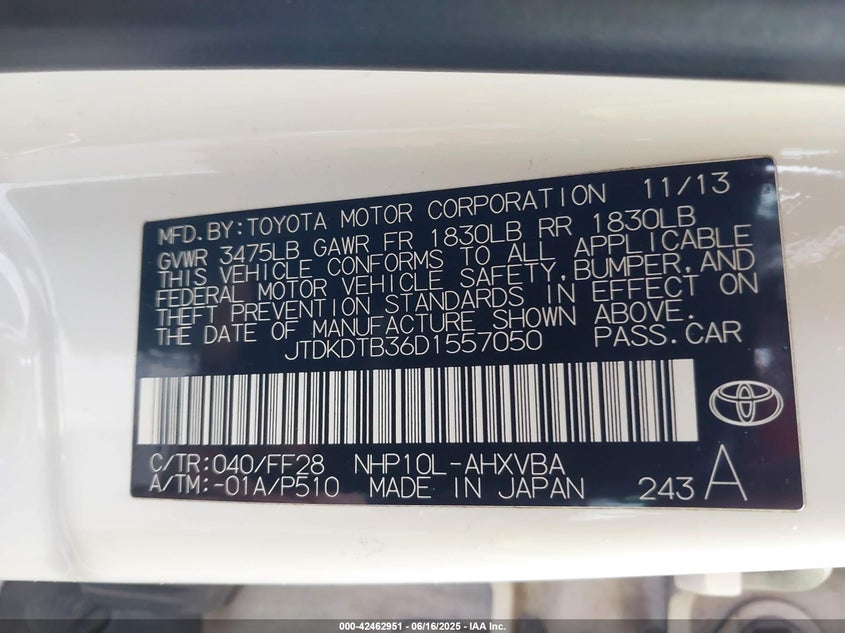 MFD.BY:TOYOTA MOTOR CORPORATION 11/13
GVWR 3475LB GAWR FR 1830LB RR 1830LB
THIS VEHICLE CONFORMS TO ALL APPLICABLE
FEDERAL MOTOR VEHICLE SAFETY,BUMPER,AND
THEFT PREVENTION STANDARDS IN EFFECT ON
THE DATE OF MANUFACTURE SHOWN ABOVE.
JTDKDTB36D1557050 PASS.CAR
C/TR:040/FF28 NHP10L-AHXVBA
A/TM:-01A/P510 MADE IN JAPAN 243 A
000-42462951 - 06/16/2025 - IAA Inc.